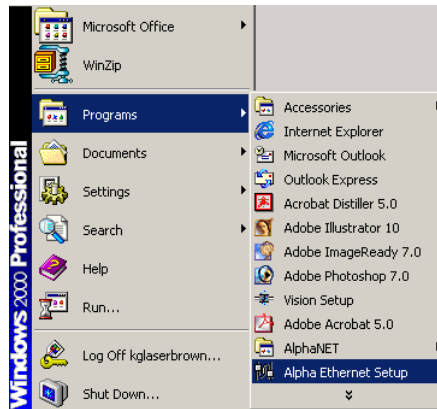 Windows 2000 Professional
Microsoft Office
WinZip
Programs
Documents
Settings
Search
Help
Run...
Log Off kglaserbrown...
Shut Down...
Accessories
Internet Explorer
Microsoft Outlook
Outlook Express
Acrobat Distiller 5.0
Adobe Illustrator 10
Adobe ImageReady 7.0
Adobe Photoshop 7.0
Vision Setup
Adobe Acrobat 5.0
AlphaNET
Alpha Ethernet Setup